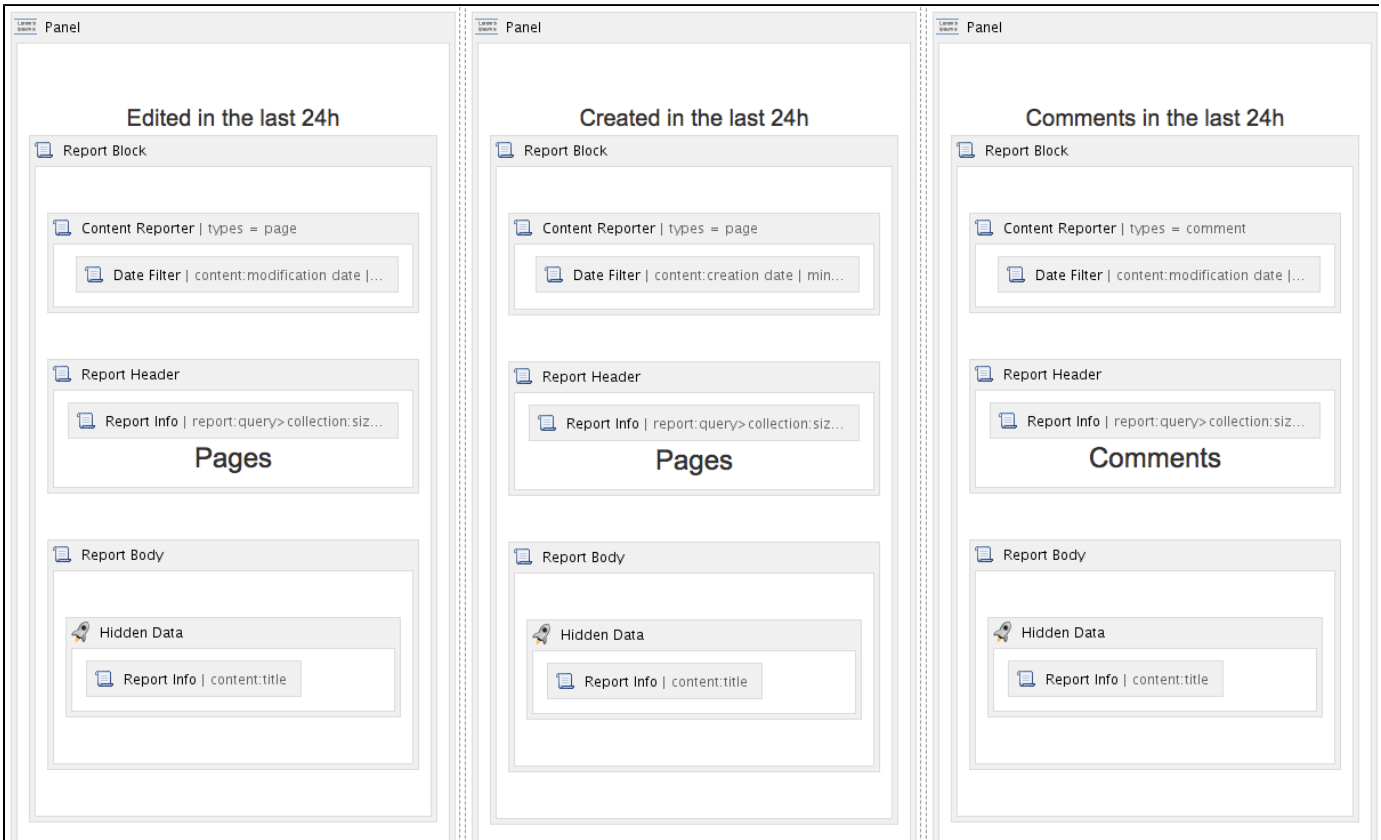 Panel
Edited in the last 24h
Report Block
Content Reporter | types = page
Date Filter | content:modification date |...
Report Header
Report Info | report:query>collection:siz...
Pages
Report Body
Hidden Data
Report Info | content:title
Panel
Created in the last 24h
Report Block
Content Reporter | types = page
Date Filter | content:creation date | min...
Report Header
Report Info | report:query>collection:siz...
Pages
Report Body
Hidden Data
Report Info | content:title
Panel
Comments in the last 24h
Report Block
Content Reporter | types = comment
Date Filter | content:modification date |...
Report Header
Report Info | report:query>collection:siz...
Comments
Report Body
Hidden Data
Report Info | content:title